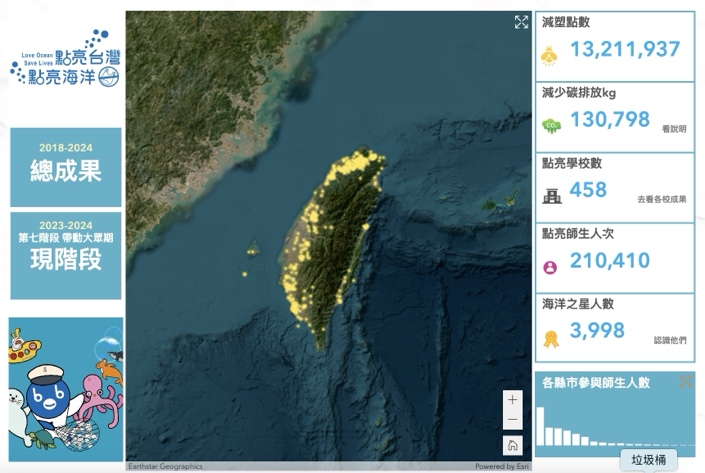 Love Ocean
Save Lives
點亮台灣
點亮海洋
2018-2024
總成果
2023-2024
第七階段 帶動大眾期
現階段
Earthstar Geographics
Powered by Esri
減塑點數
13,211,937
減少碳排放kg
CO₂
130,798
看說明
點亮學校數
458
去看各校成果
點亮師生人次
210,410
海洋之星人數
3,998
認識他們
各縣市參與師生人數
垃圾桶